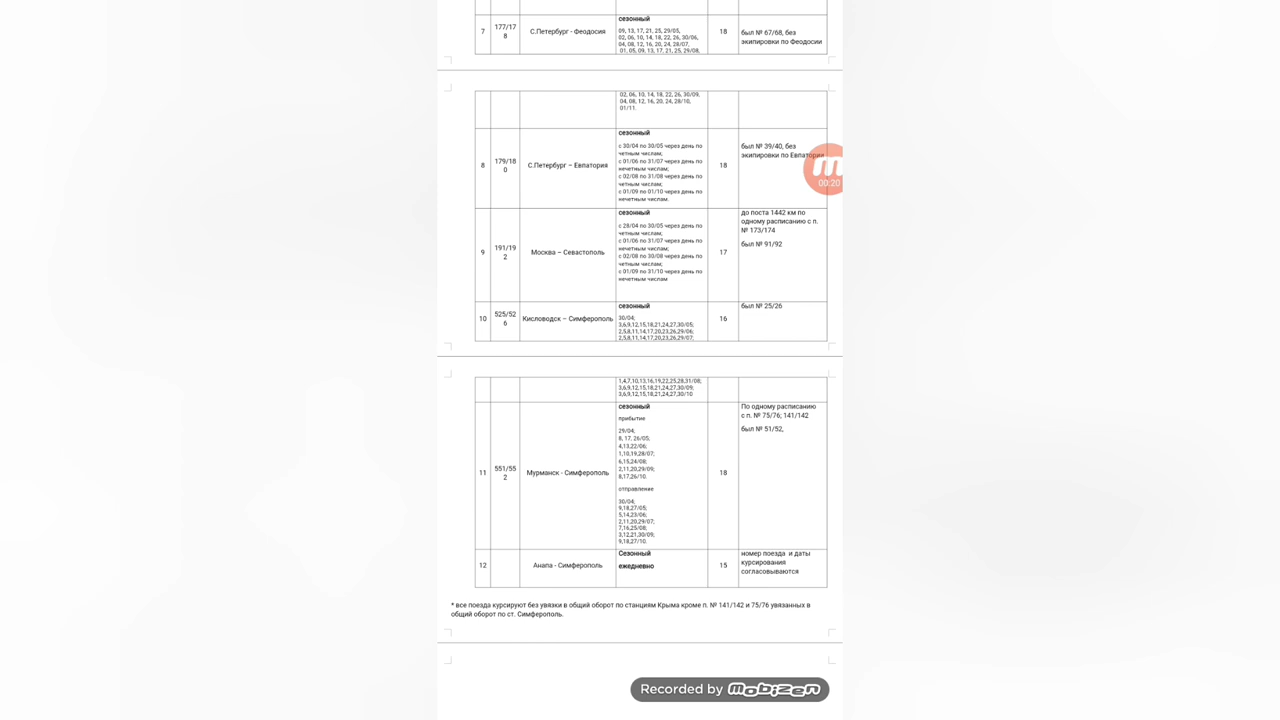 сезонный
7
177/17
8
С.Петербург - Феодосия
09, 13, 17, 21, 25, 29/05,
02, 06, 10, 14, 18, 22, 26, 30/06,
04, 08, 12, 16, 20, 24, 28/07,
01, 05, 09, 13, 17, 21, 25, 29/08,
18
был № 67/68, без
экипировки по Феодосии
02, 06, 10, 14, 18, 22, 26, 30/09,
04, 08, 12, 16, 20, 24, 28/10,
01/11.
8
179/18
0
С.Петербург – Евпатория
сезонный
с 30/04 по 30/05 через день по
четным числам;
с 01/06 по 31/07 через день по
нечетным числам;
с 02/08 по 31/08 через день по
четным числам;
с 01/09 по 01/10 через день по
нечетным числам.
18
был № 39/40, без
экипировки по Евпатории
00:20
9
191/19
2
Москва – Севастополь
сезонный
с 28/04 по 30/05 через день по
четным числам;
с 01/06 по 31/07 через день по
нечетным числам;
с 02/08 по 30/08 через день по
четным числам;
с 01/09 по 31/10 через день по
нечетным числам
17
до поста 1442 км по
одному расписанию с п.
№ 173/174
был № 91/92
10
525/52
6
Кисловодск – Симферополь
сезонный
30/04;
3,6,9,12,15,18,21,24,27,30/05;
2,5,8,11,14,17,20,23,26,29/06;
2,5,8,11,14,17,20,23,26,29/07;
16
был № 25/26
1,4,7,10,13,16,19,22,25,28,31/08;
3,6,9,12,15,18,21,24,27,30/09;
3,6,9,12,15,18,21,24,27,30/10
11
551/55
2
Мурманск - Симферополь
сезонный
прибытие
29/04;
8, 17, 26/05;
4,13,22/06;
1,10,19,28/07;
6,15,24/08;
2,11,20,29/09;
8,17,26/10.
отправление
30/04;
9,18,27/05;
5,14,23/06;
2,11,20,29/07;
7,16,25/08;
3,12,21,30/09;
9,18,27/10.
18
По одному расписанию
с п. № 75/76, 141/142
был № 51/52,
12
Анапа - Симферополь
Сезонный
ежедневно
15
номер поезда и даты
курсирования
согласовываются
* все поезда курсируют без увязки в общий оборот по станциям Крыма кроме п. № 141/142 и 75/76 увязанных в
общий оборот по ст. Симферополь.
Recorded by mobizen